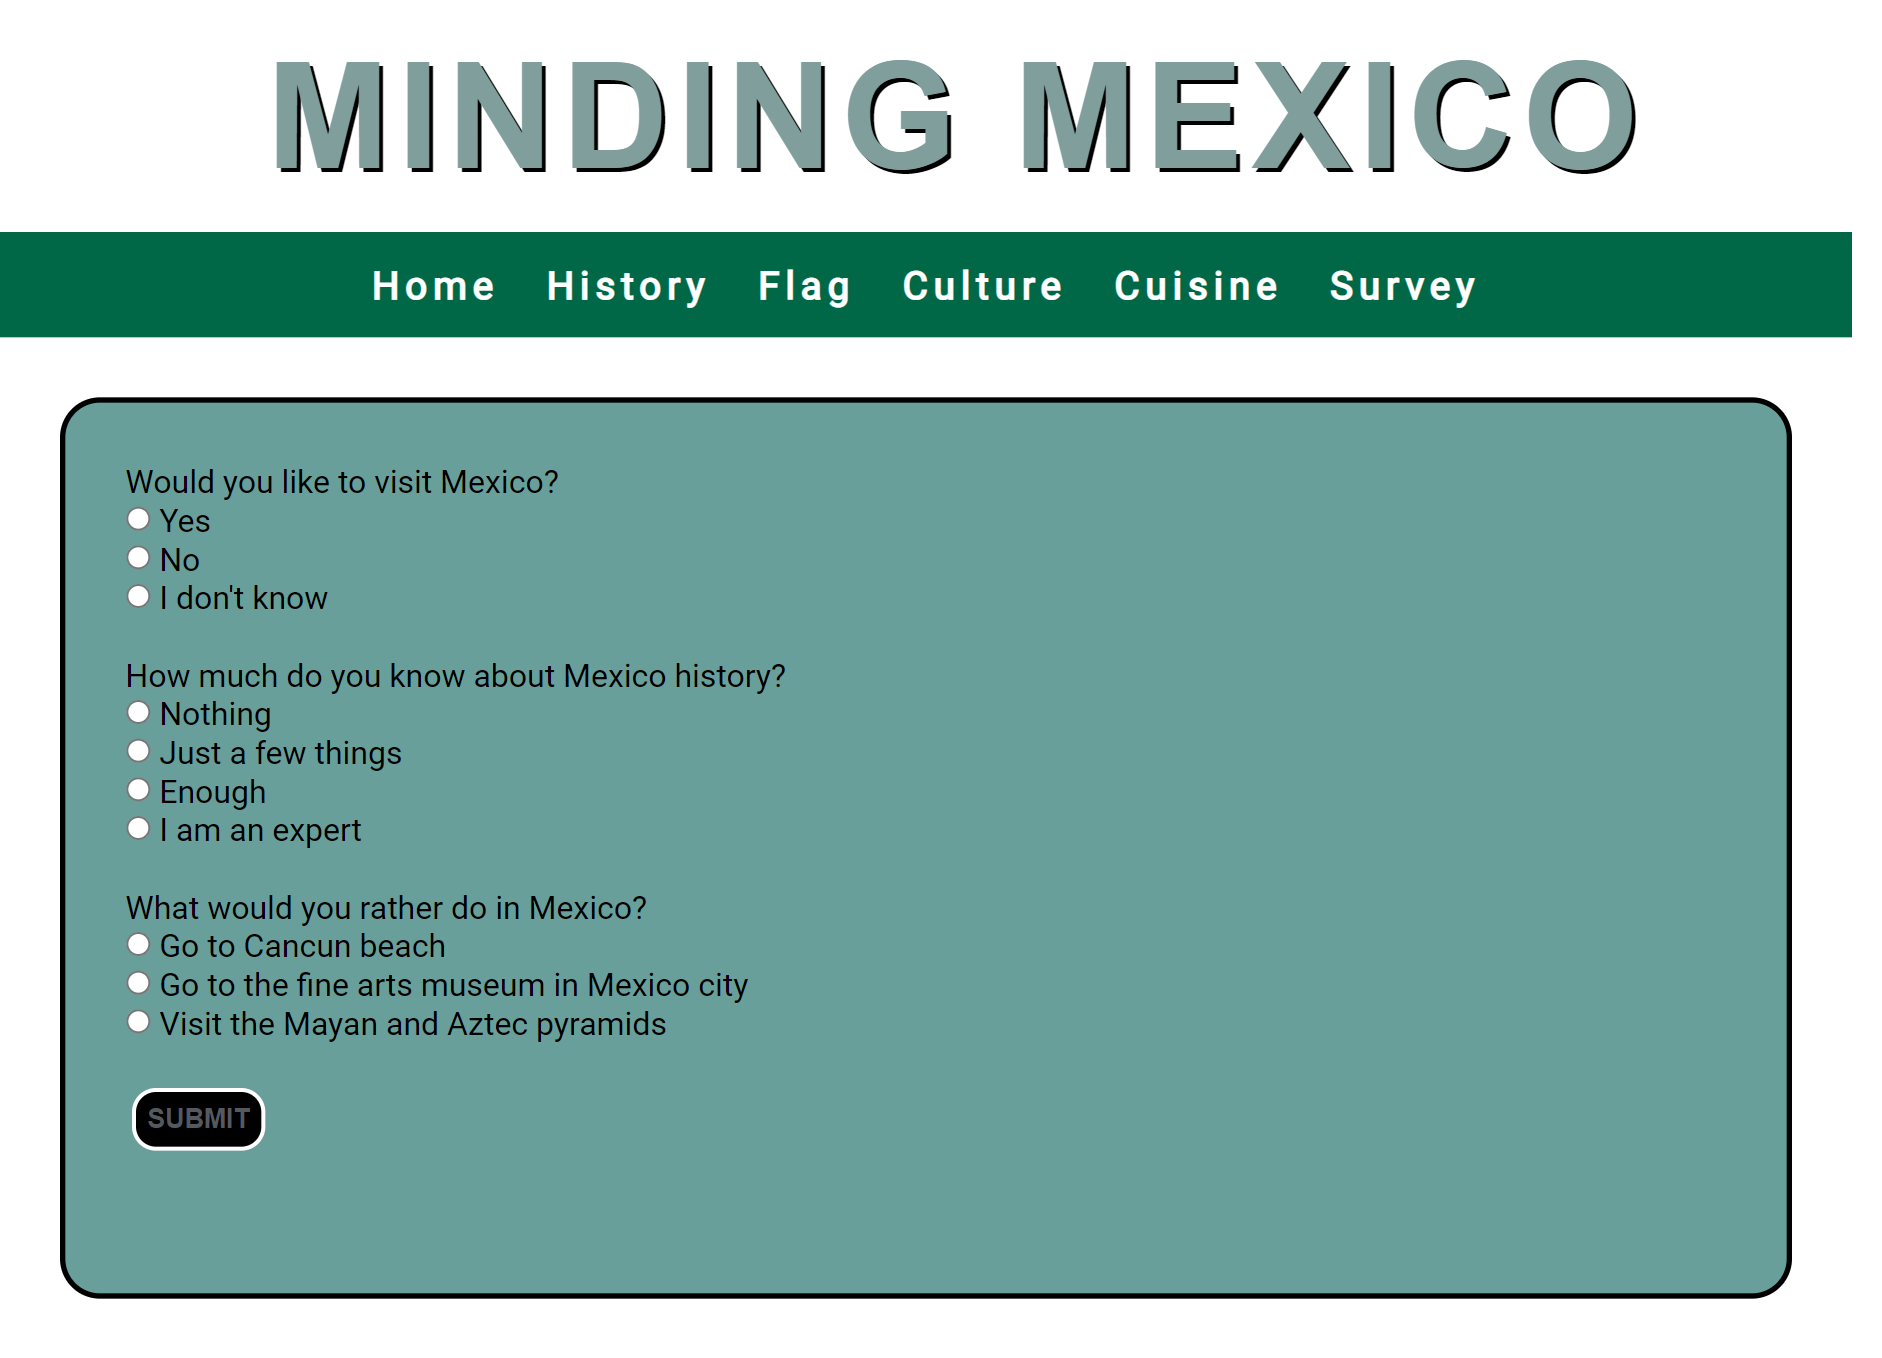 MINDING MEXICO
Home History Flag Culture Cuisine Survey
Would you like to visit Mexico?
Yes
No
I don't know
How much do you know about Mexico history?
Nothing
Just a few things
Enough
I am an expert
What would you rather do in Mexico?
Go to Cancun beach
Go to the fine arts museum in Mexico city
Visit the Mayan and Aztec pyramids
SUBMIT